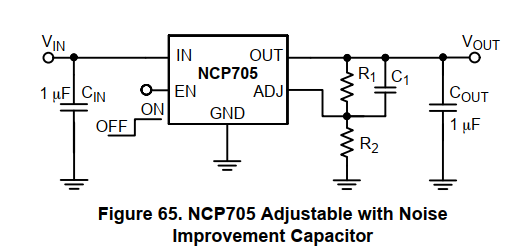 VIN
VOUT
IN
OUT
NCP705
R1
C1
1 µF
CIN
EN
ADJ
COUT
ON
GND
OFF
1 µF
R2
Figure 65. NCP705 Adjustable with Noise
Improvement Capacitor